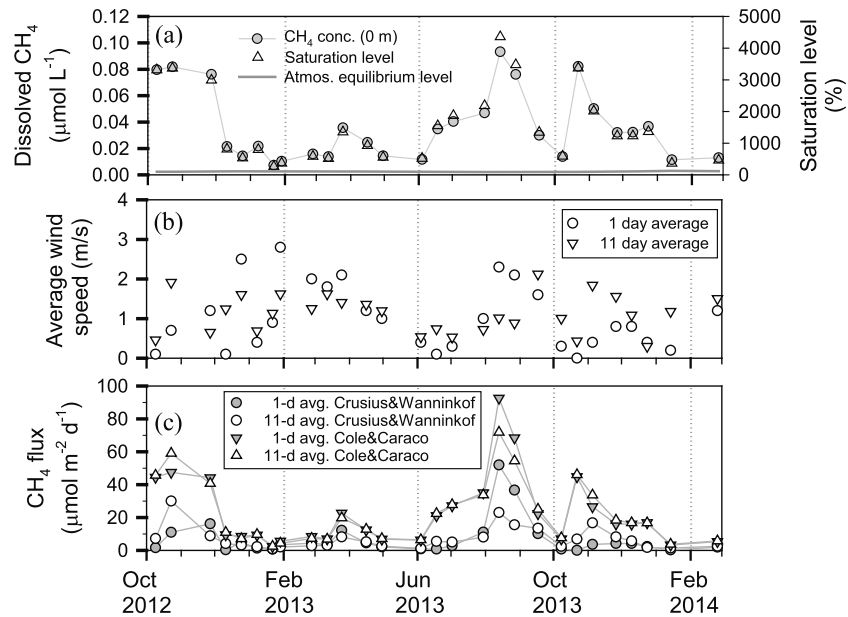 0.12
0.10
0.08
0.06
0.04
0.02
0.00
Dissolved CH4
(µmol L-1)
(a)
CH4 conc. (0 m)
Saturation level
Atmos. equilibrium level
5000
4000
3000
2000
1000
0
Saturation level
(%)
4
3
2
1
0
Average wind
speed (m/s)
(b)
1 day average
11 day average
100
80
60
40
20
0
CH4 flux
(µmol m-2 d-1)
(c)
1-d avg. Crusius&Wanninkof
11-d avg. Crusius&Wanninkof
1-d avg. Cole&Caraco
11-d avg. Cole&Caraco
Oct Feb Jun Oct Feb
2012 2013 2013 2013 2014